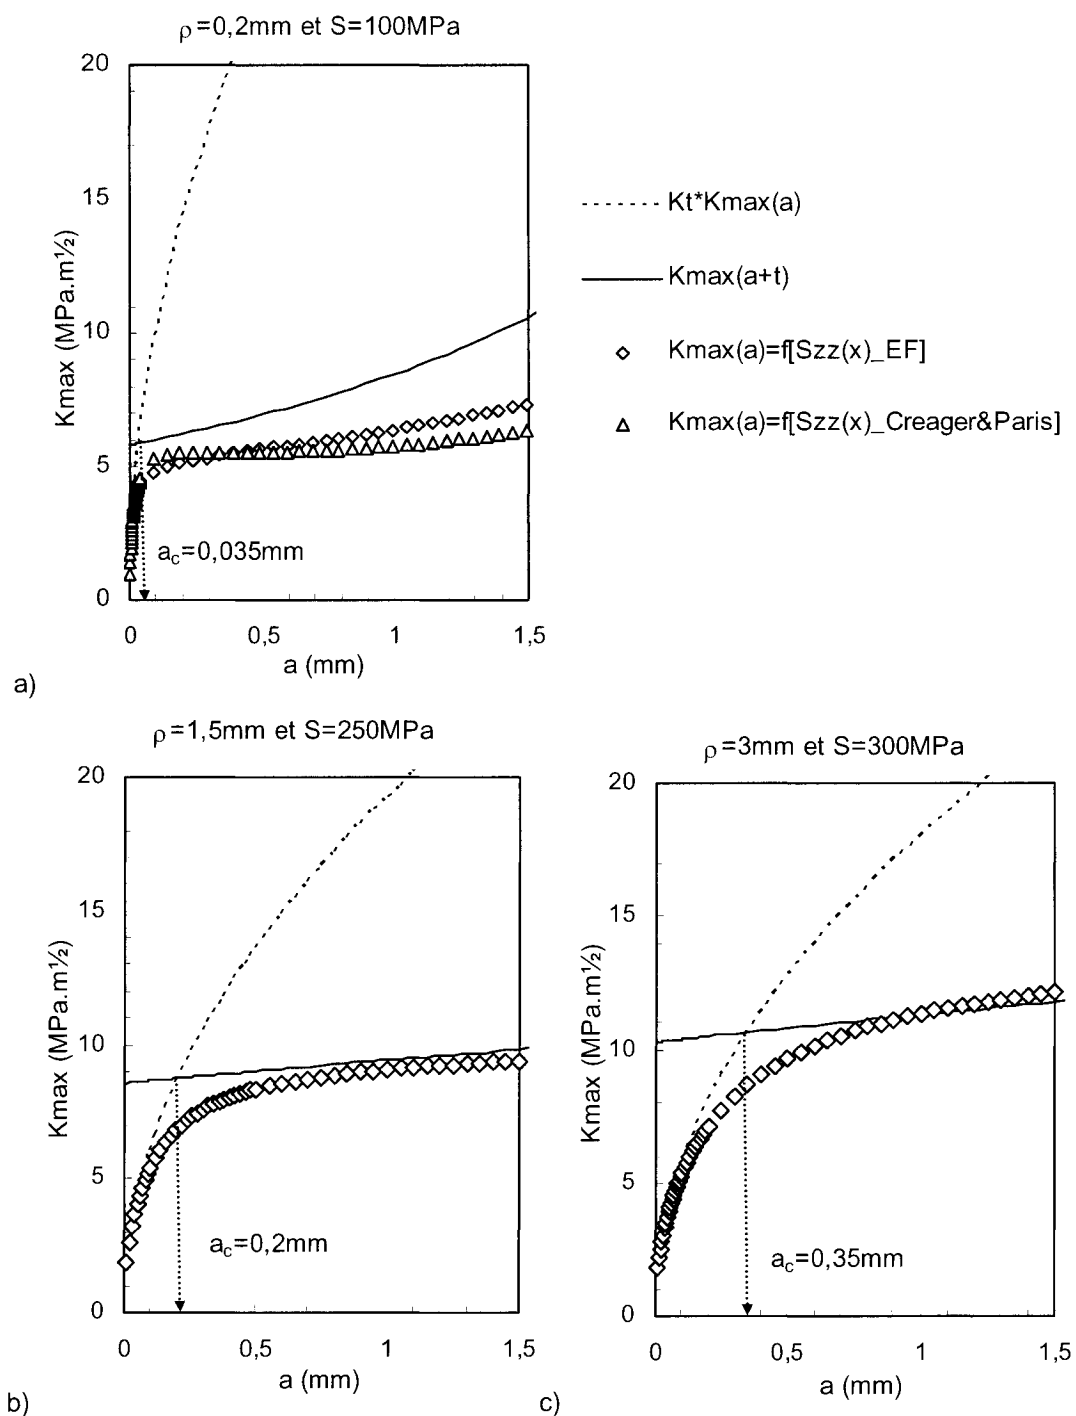 ρ=0,2mm et S=100MPa
20
15
10
5
0
Kmax (MPa.m½)
0 0,5 1 1,5
a (mm)
a_c=0,035mm
Kt*Kmax(a)
Kmax(a+t)
Kmax(a)=f[Szz(x)_EF]
Kmax(a)=f[Szz(x)_Creager&Paris]
a)
ρ=1,5mm et S=250MPa
20
15
10
5
0
Kmax (MPa.m½)
a_c=0,2mm
0 0,5 1 1,5
a (mm)
b)
ρ=3mm et S=300MPa
20
15
10
5
0
Kmax (MPa.m½)
a_c=0,35mm
0 0,5 1 1,5
a (mm)
c)